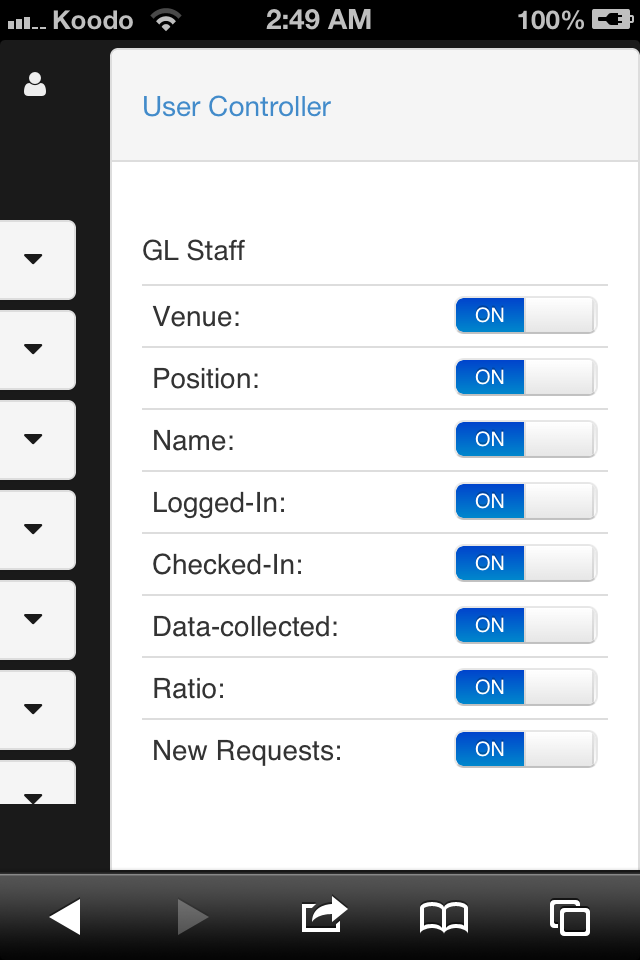 Koodo 2:49 AM 100%
User Controller
GL Staff
Venue: ON
Position: ON
Name: ON
Logged-In: ON
Checked-In: ON
Data-collected: ON
Ratio: ON
New Requests: ON